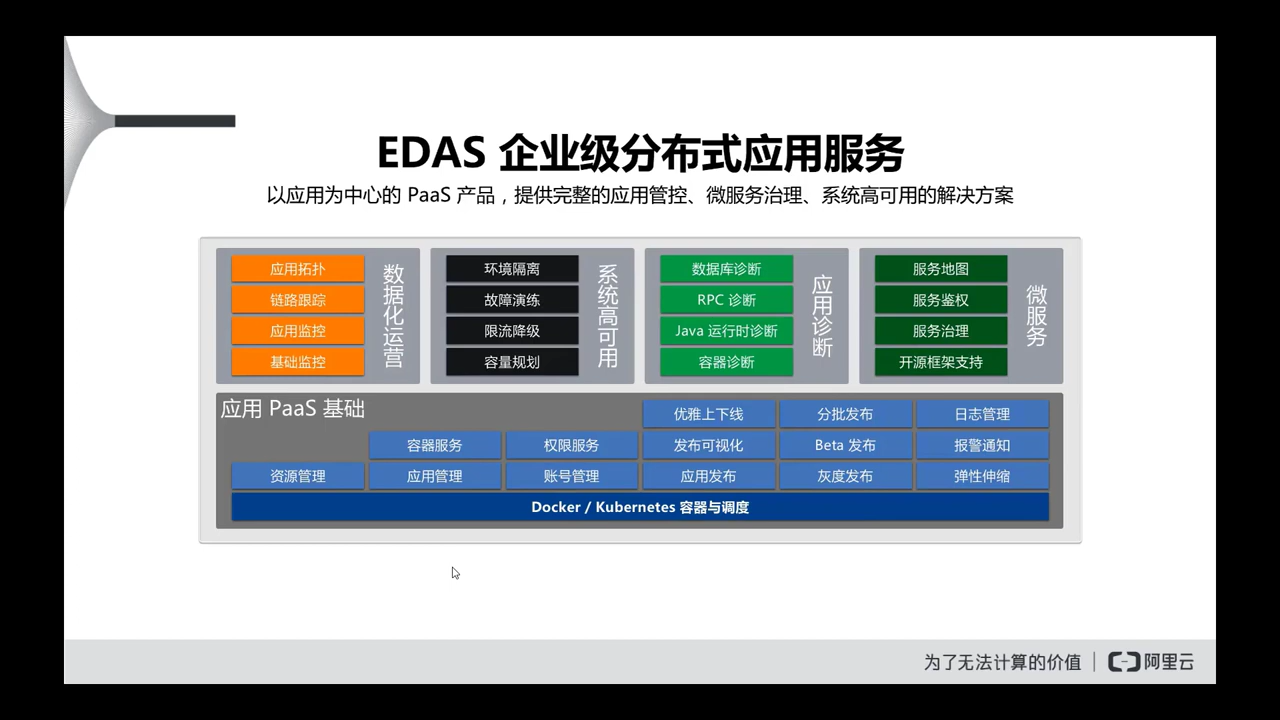 EDAS 企业级分布式应用服务
以应用为中心的 PaaS 产品，提供完整的应用管控、微服务治理、系统高可用的解决方案
应用拓扑
链路跟踪
应用监控
基础监控
数据化运营
环境隔离
故障演练
限流降级
容量规划
系统高可用
数据库诊断
RPC 诊断
Java 运行时诊断
容器诊断
应用诊断
服务地图
服务鉴权
服务治理
开源框架支持
微服务
应用 PaaS 基础
优雅上下线
分批发布
日志管理
容器服务
权限服务
发布可视化
Beta 发布
报警通知
资源管理
应用管理
账号管理
应用发布
灰度发布
弹性伸缩
Docker / Kubernetes 容器与调度
为了无法计算的价值 | 阿里云